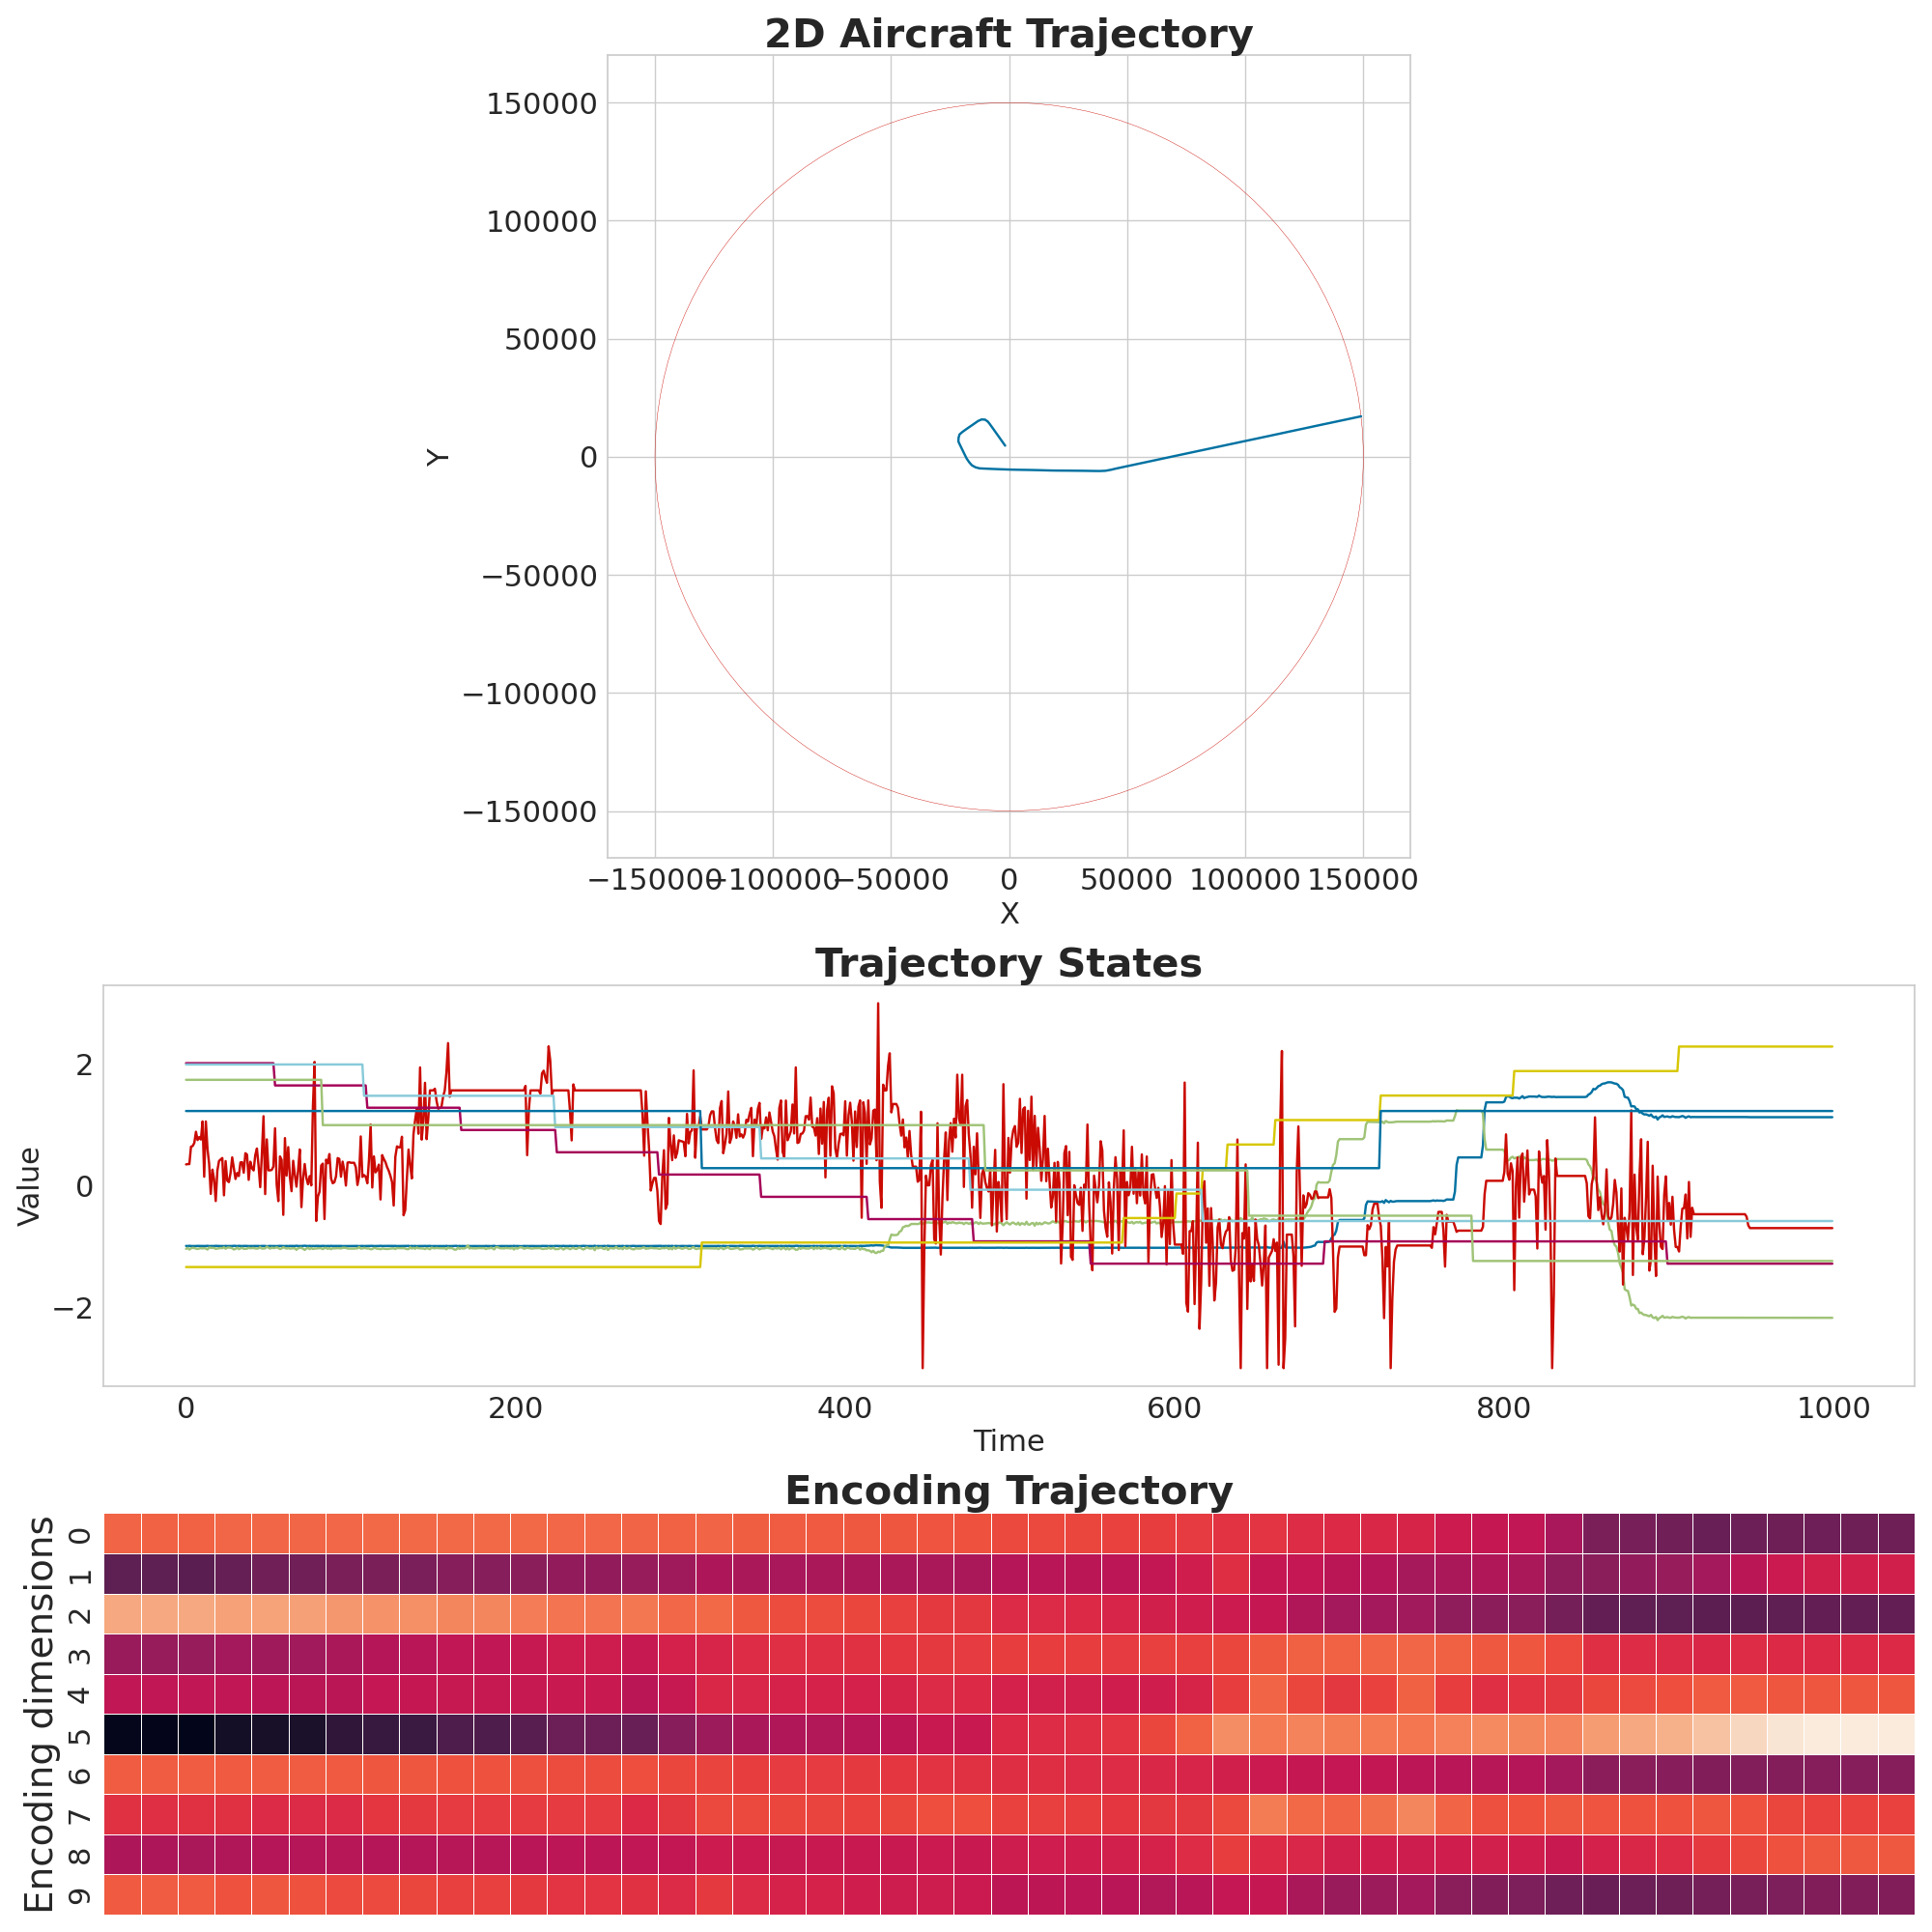 2D Aircraft Trajectory
150000
100000
50000
0
−50000
−100000
−150000
Y
−150000 −100000 −50000 0 50000 100000 150000
X
Trajectory States
2
0
−2
Value
0 200 400 600 800 1000
Time
Encoding Trajectory
Encoding dimensions
0
1
2
3
4
5
6
7
8
9